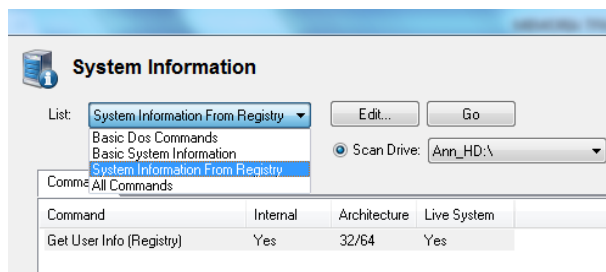 System Information
List: System Information From Registry Edit... Go
Basic Dos Commands
Basic System Information
System Information From Registry
All Commands
Scan Drive: Ann_HD:\
Comma
Command Internal Architecture Live System
Get User Info (Registry) Yes 32/64 Yes